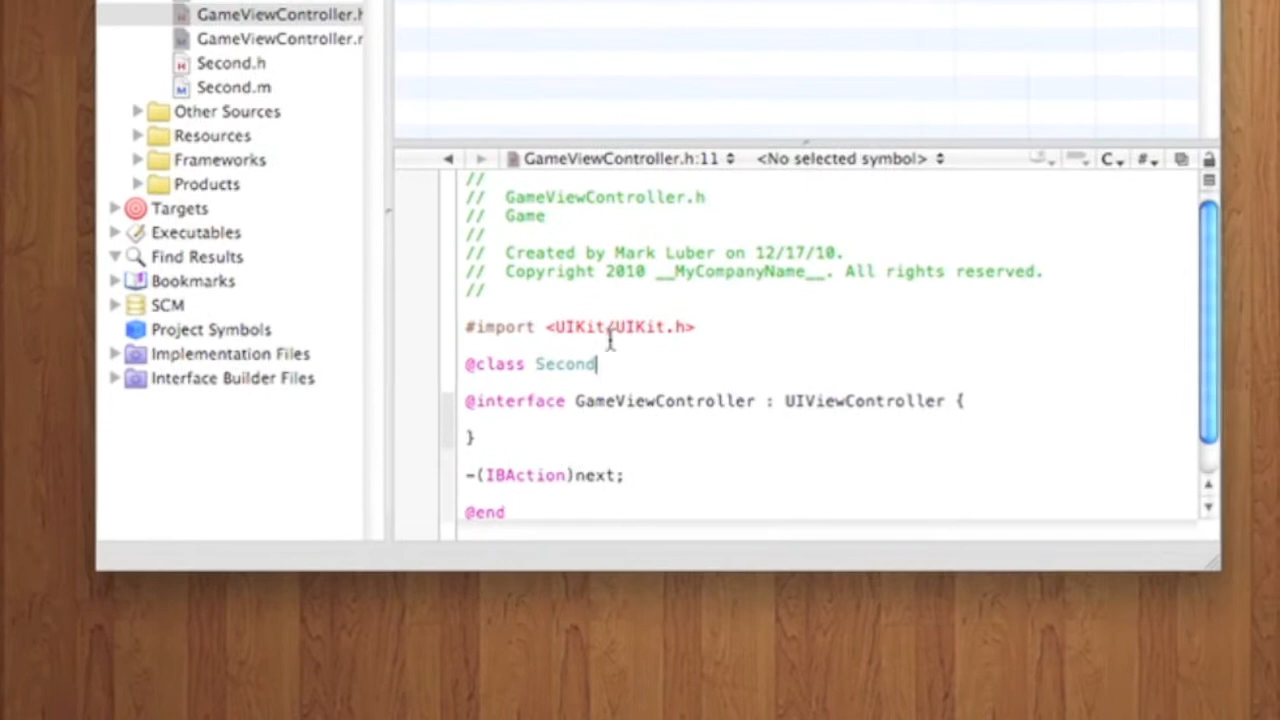 GameViewController.h
GameViewController.r
Second.h
Second.m
Other Sources
Resources
Frameworks
Products
Targets
Executables
Find Results
Bookmarks
SCM
Project Symbols
Implementation Files
Interface Builder Files
GameViewController.h:11 <No selected symbol> C #
//
// GameViewController.h
// Game
//
// Created by Mark Luber on 12/17/10.
// Copyright 2010 __MyCompanyName__. All rights reserved.
//
#import <UIKit/UIKit.h>
@class Second
@interface GameViewController : UIViewController {
}
-(IBAction)next;
@end